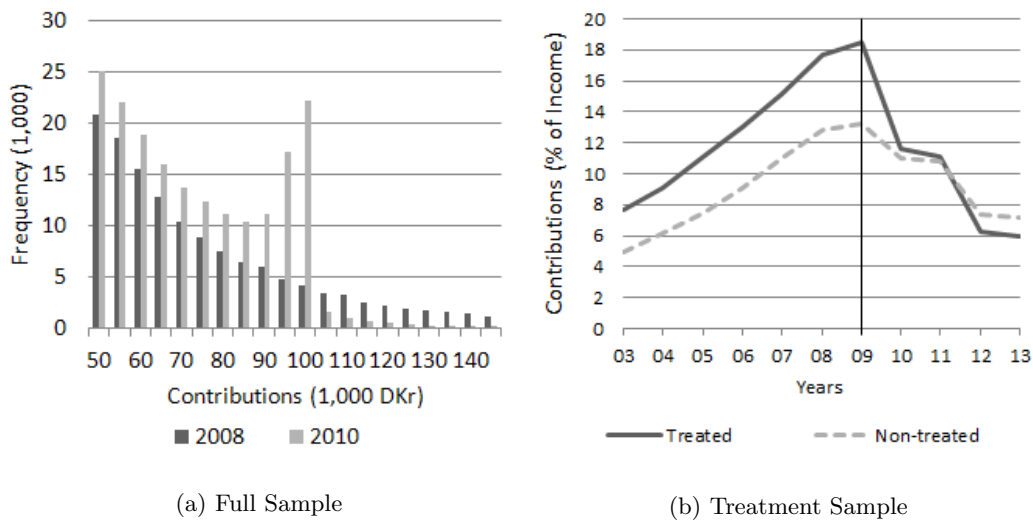 30
25
20
15
10
5
0
Frequency (1,000)
50 60 70 80 90 100 110 120 130 140
Contributions (1,000 DKr)
2008 2010
(a) Full Sample
20
18
16
14
12
10
8
6
4
2
0
Contributions (% of Income)
03 04 05 06 07 08 09 10 11 12 13
Years
Treated Non-treated
(b) Treatment Sample